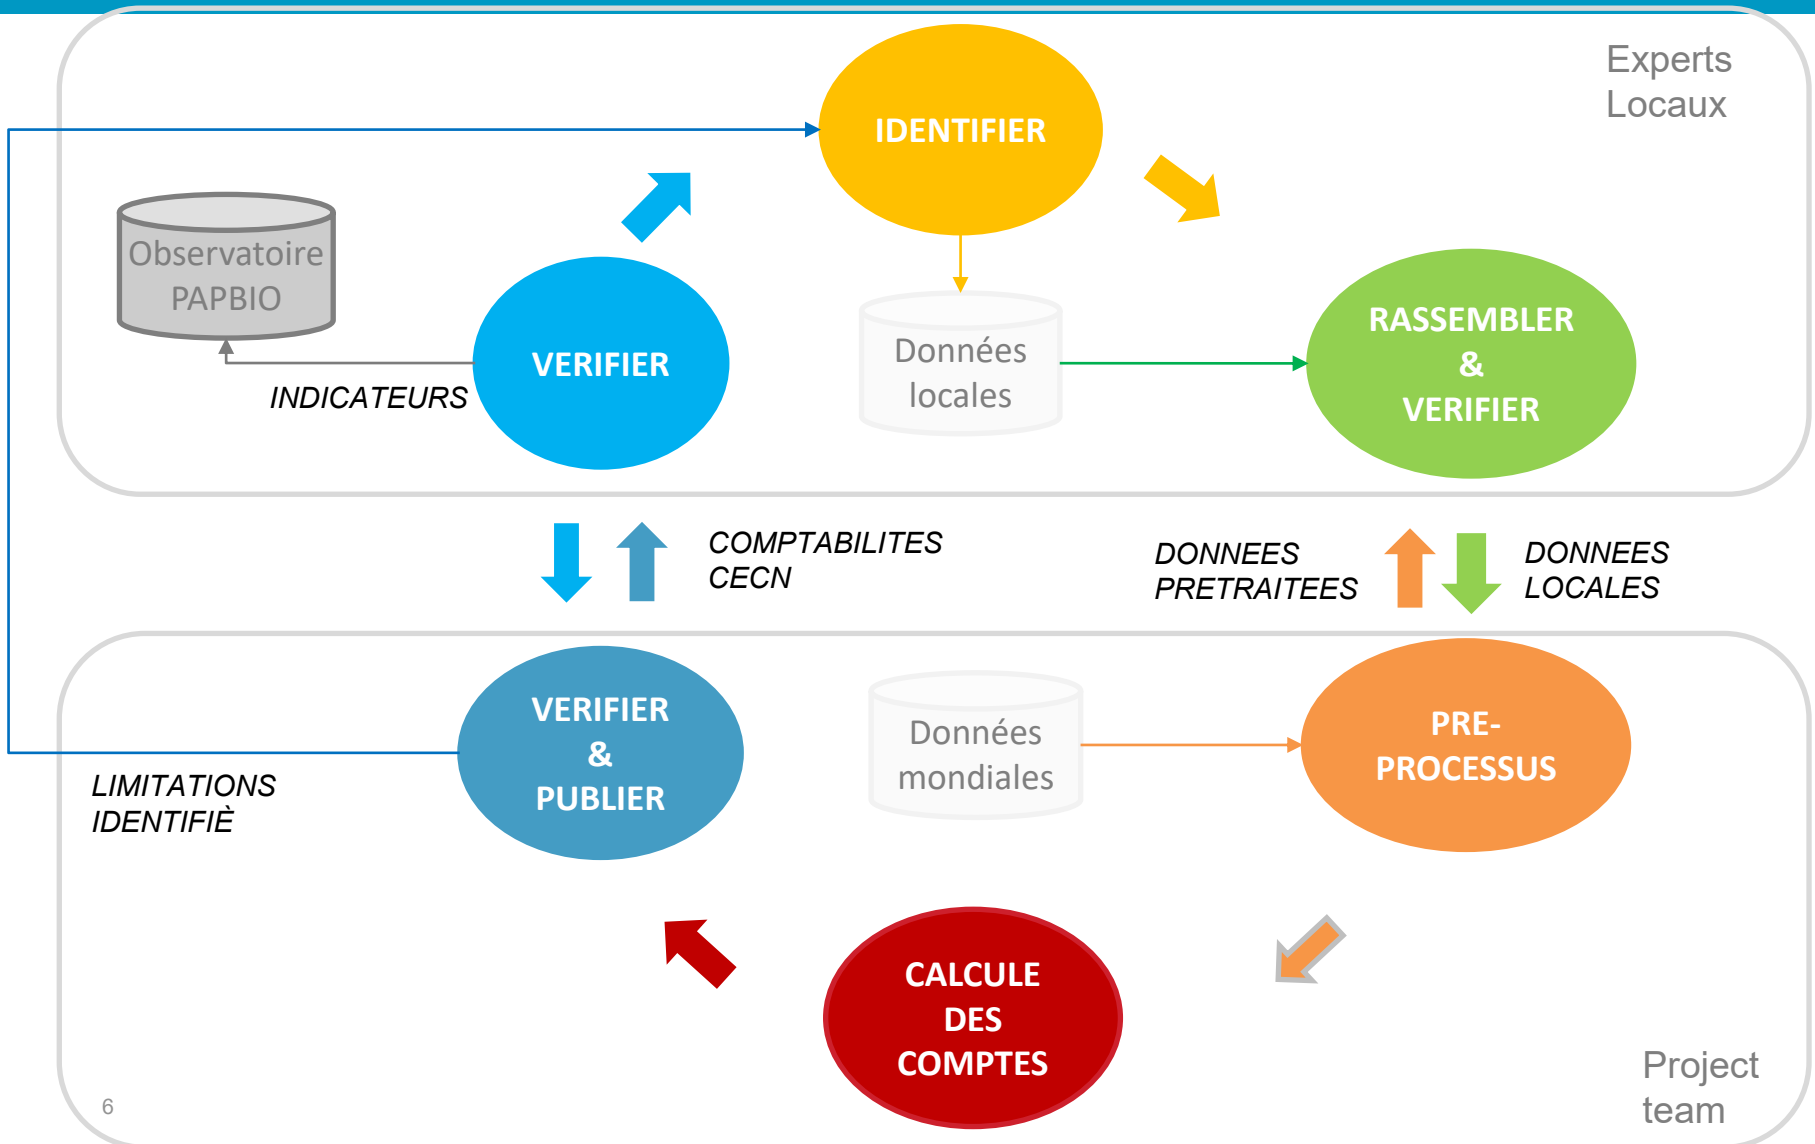 Experts
Locaux
IDENTIFIER
Observatoire
PAPBIO
VERIFIER
INDICATEURS
Données
locales
RASSEMBLER
&
VERIFIER
COMPTABILITES
CECN
DONNEES
PRETRAITEES
DONNEES
LOCALES
VERIFIER
&
PUBLIER
LIMITATIONS
IDENTIFIÈ
Données
mondiales
PRE-
PROCESSUS
CALCULE
DES
COMPTES
Project
team
6